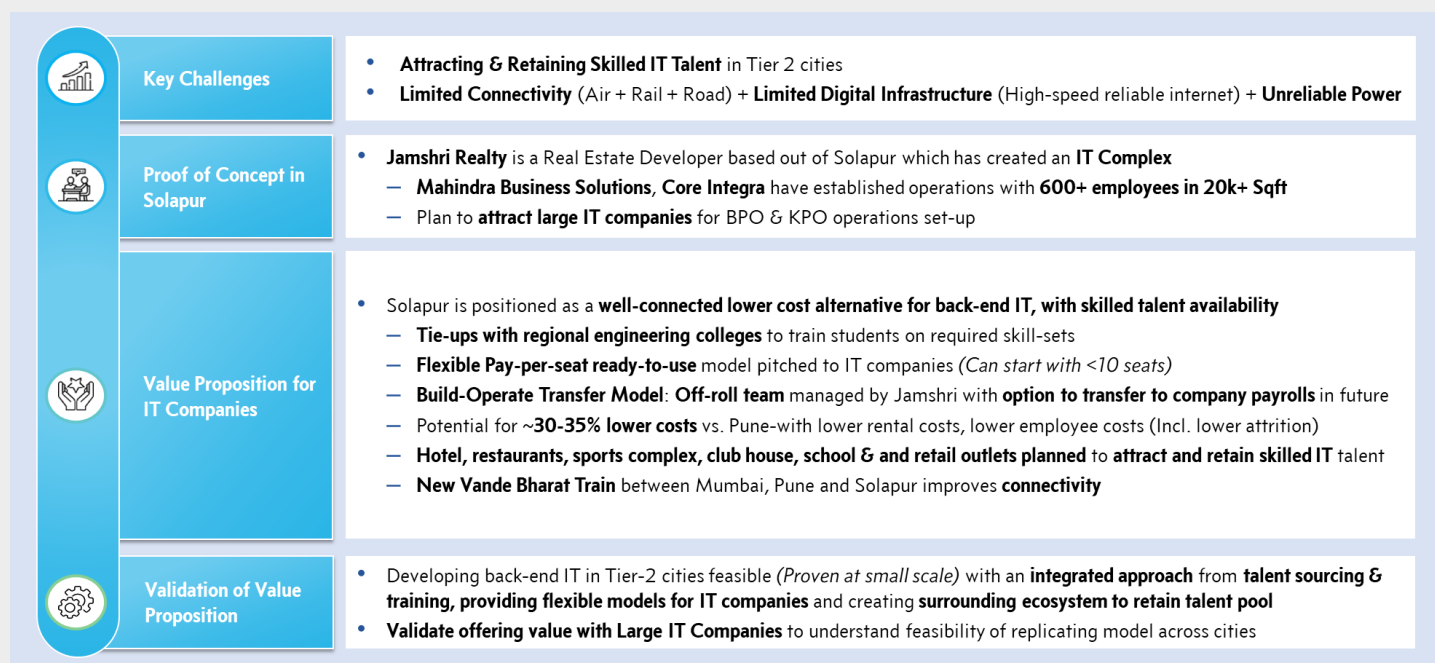 Key Challenges
• Attracting & Retaining Skilled IT Talent in Tier 2 cities
• Limited Connectivity (Air + Rail + Road) + Limited Digital Infrastructure (High-speed reliable internet) + Unreliable Power
Proof of Concept in
Solapur
• Jamshri Realty is a Real Estate Developer based out of Solapur which has created an IT Complex
– Mahindra Business Solutions, Core Integra have established operations with 600+ employees in 20k+ Sqft
– Plan to attract large IT companies for BPO & KPO operations set-up
Value Proposition for
IT Companies
• Solapur is positioned as a well-connected lower cost alternative for back-end IT, with skilled talent availability
– Tie-ups with regional engineering colleges to train students on required skill-sets
– Flexible Pay-per-seat ready-to-use model pitched to IT companies (Can start with <10 seats)
– Build-Operate Transfer Model: Off-roll team managed by Jamshri with option to transfer to company payrolls in future
– Potential for ~30-35% lower costs vs. Pune-with lower rental costs, lower employee costs (Incl. lower attrition)
– Hotel, restaurants, sports complex, club house, school & and retail outlets planned to attract and retain skilled IT talent
– New Vande Bharat Train between Mumbai, Pune and Solapur improves connectivity
Validation of Value
Proposition
• Developing back-end IT in Tier-2 cities feasible (Proven at small scale) with an integrated approach from talent sourcing &
training, providing flexible models for IT companies and creating surrounding ecosystem to retain talent pool
• Validate offering value with Large IT Companies to understand feasibility of replicating model across cities